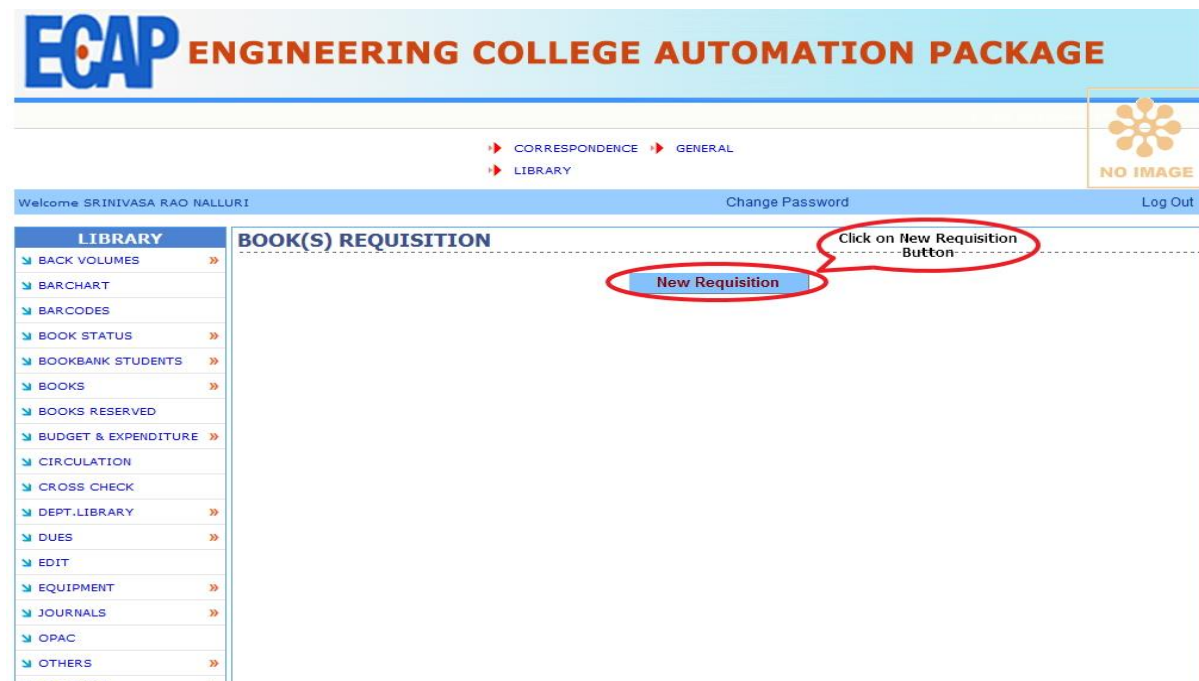 ECAP ENGINEERING COLLEGE AUTOMATION PACKAGE
CORRESPONDENCE GENERAL
LIBRARY
NO IMAGE
Welcome SRINIVASA RAO NALLURI Change Password Log Out
LIBRARY
BACK VOLUMES »
BARCHART
BARCODES
BOOK STATUS »
BOOKBANK STUDENTS »
BOOKS »
BOOKS RESERVED
BUDGET & EXPENDITURE »
CIRCULATION
CROSS CHECK
DEPT.LIBRARY »
DUES »
EDIT
EQUIPMENT »
JOURNALS »
OPAC
OTHERS »
BOOK(S) REQUISITION
Click on New Requisition
Button
New Requisition